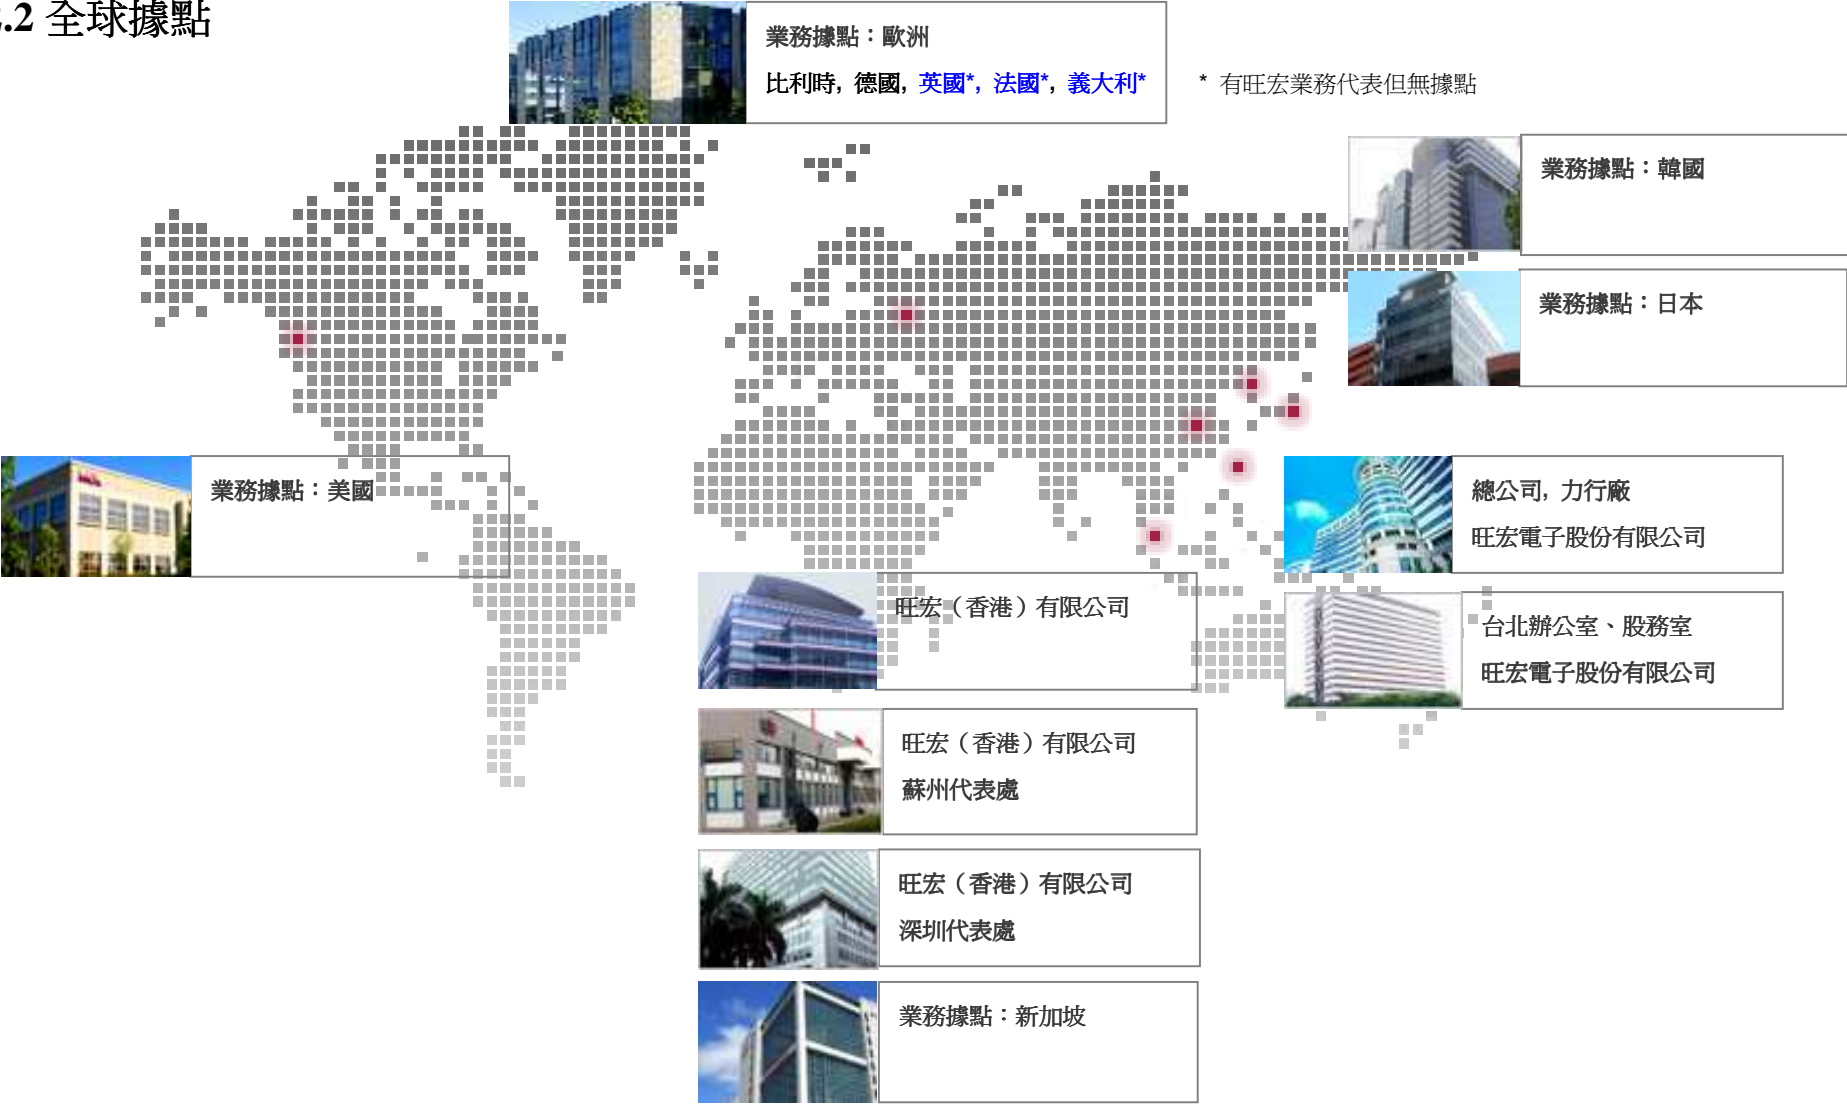 .2 全球據點
業務據點：歐洲
比利時, 德國, 英國*, 法國*, 義大利*
* 有旺宏業務代表但無據點
業務據點：韓國
業務據點：日本
業務據點：美國
總公司, 力行廠
旺宏電子股份有限公司
旺宏（香港）有限公司
台北辦公室、股務室
旺宏電子股份有限公司
旺宏（香港）有限公司
蘇州代表處
旺宏（香港）有限公司
深圳代表處
業務據點：新加坡